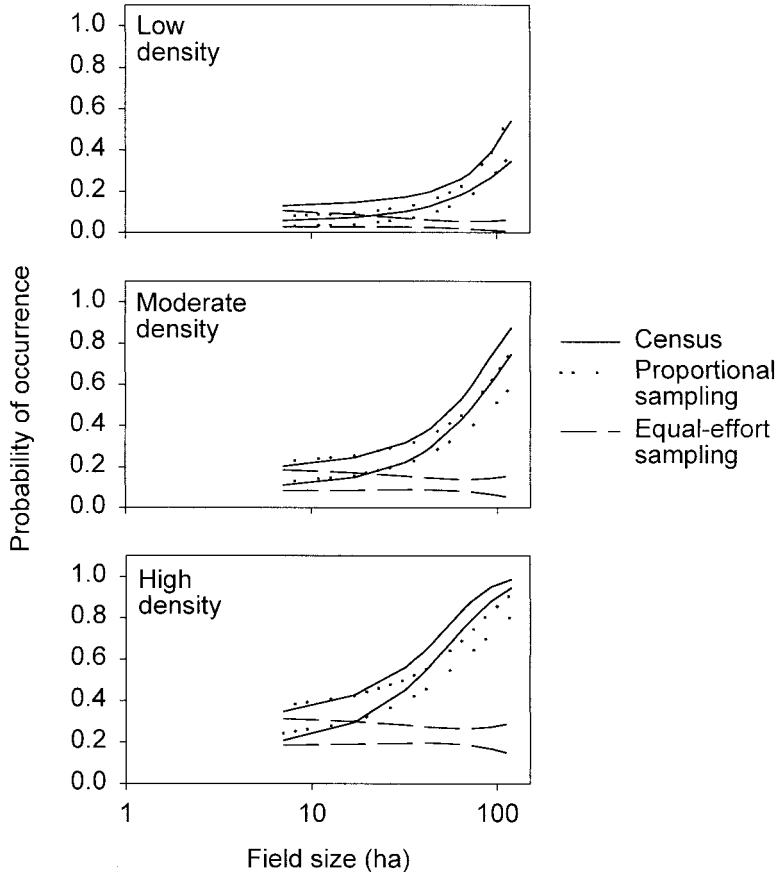 1.0
0.8
0.6
0.4
0.2
0.0
Low
density
1.0
0.8
0.6
0.4
0.2
0.0
Moderate
density
1.0
0.8
0.6
0.4
0.2
0.0
High
density
1
10
100
Field size (ha)
Probability of occurrence
Census
Proportional
sampling
Equal-effort
sampling